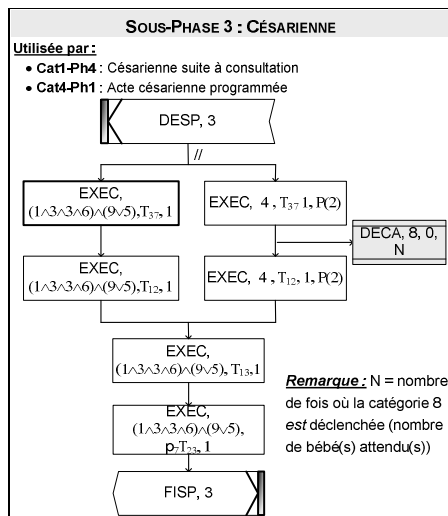 SOUS-PHASE 3 : CÉSARIENNE
Utilisée par :
• Cat1-Ph4 : Césarienne suite à consultation
• Cat4-Ph1 : Acte césarienne programmée
DESP, 3
//
EXEC,
(1∧3∧3∧6)∧(9∨5),T37,1
EXEC, 4 , T37 1, P(2)
DECA, 8, 0,
N
EXEC,
(1∧3∧3∧6)∧(9∨5),T12,1
EXEC, 4 , T12, 1, P(2)
EXEC,
(1∧3∧3∧6)∧(9∨5), T13,1
EXEC,
(1∧3∧3∧6)∧(9∨5),
p7T23, 1
Remarque : N = nombre
de fois où la catégorie 8
est déclenchée (nombre
de bébé(s) attendu(s))
FISP, 3